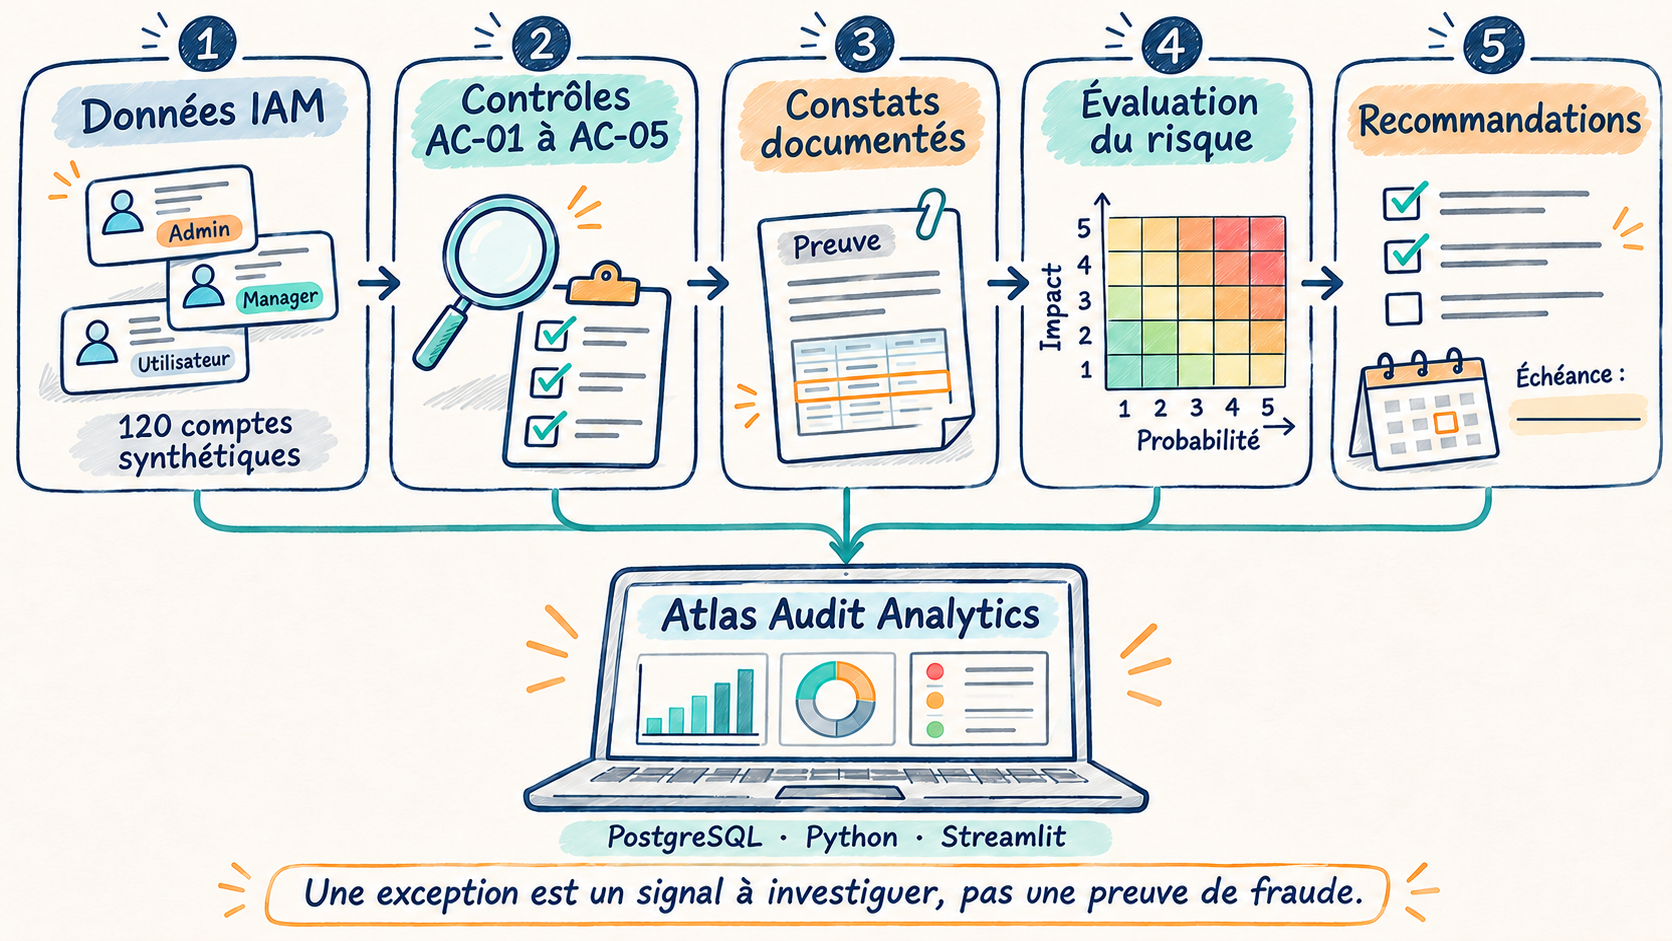 1
Données IAM
Admin
Manager
Utilisateur
120 comptes
synthétiques
2
Contrôles
AC-01 à AC-05
3
Constats
documentés
Preuve
4
Évaluation
du risque
Impact
5
4
3
2
1
1 2 3 4 5
Probabilité
5
Recommandations
Échéance :
Atlas Audit Analytics
PostgreSQL · Python · Streamlit
Une exception est un signal à investiguer, pas une preuve de fraude.